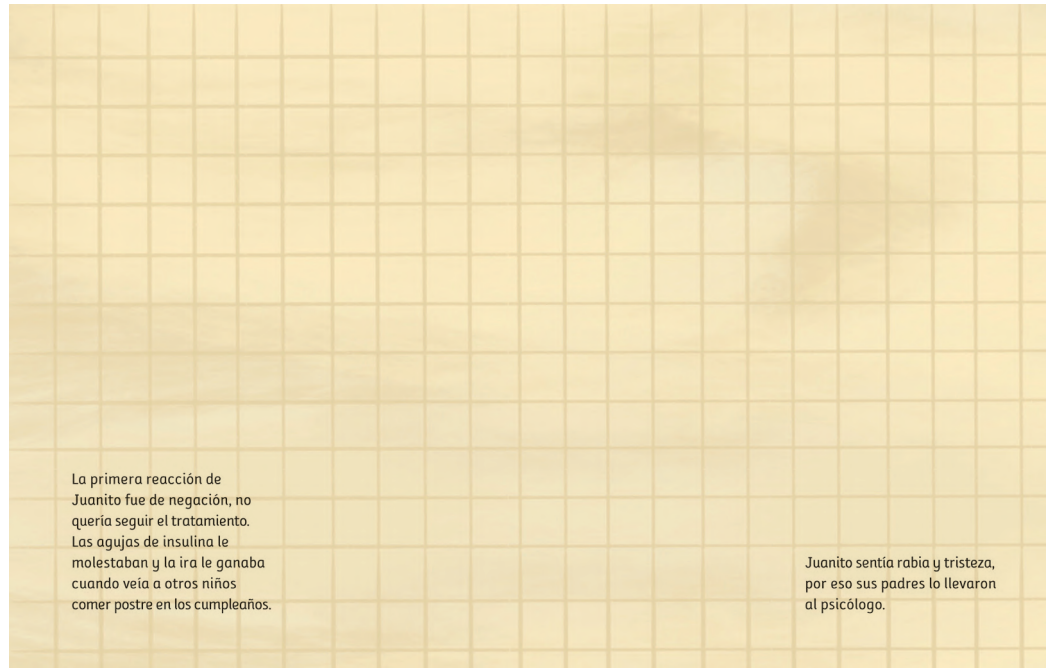 La primera reacción de
Juanito fue de negación, no
quería seguir el tratamiento.
Las agujas de insulina le
molestaban y la ira le ganaba
cuando veía a otros niños
comer postre en los cumpleaños.
Juanito sentía rabia y tristeza,
por eso sus padres lo llevaron
al psicólogo.